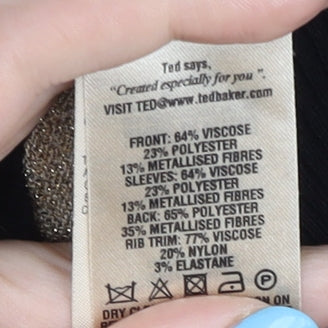 Ted says,
"Created especially for you".
VISIT TED@www.tedbaker.com
FRONT: 64% VISCOSE
23% POLYESTER
13% METALLISED FIBRES
SLEEVES: 64% VISCOSE
23% POLYESTER
13% METALLISED FIBRES
BACK: 65% POLYESTER
35% METALLISED FIBRES
RIB TRIM: 77% VISCOSE
20% NYLON
3% ELASTANE
P
DRY
ON